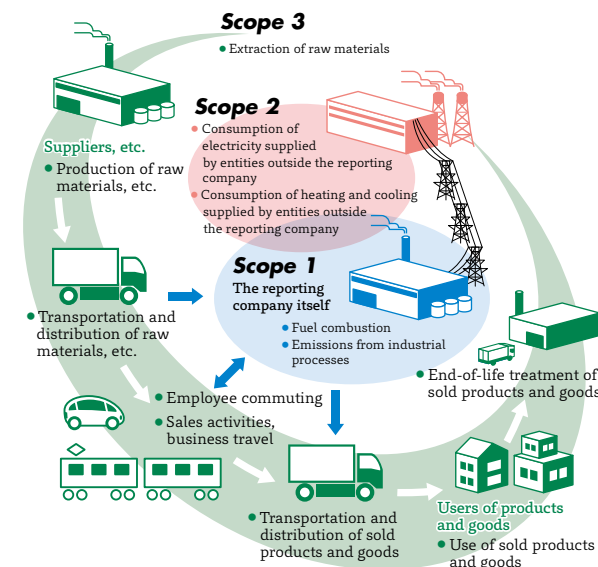 Scope 3
• Extraction of raw materials
Scope 2
• Consumption of
electricity supplied
by entities outside the reporting
company
• Consumption of heating and cooling
supplied by entities outside
the reporting company
Suppliers, etc.
• Production of raw
materials, etc.
Scope 1
The reporting
company itself
• Fuel combustion
• Emissions from industrial
processes
• Transportation and
distribution of raw
materials, etc.
• End-of-life treatment of
sold products and goods
• Employee commuting
• Sales activities,
business travel
• Transportation and
distribution of sold
products and goods
Users of products
and goods
• Use of sold products
and goods